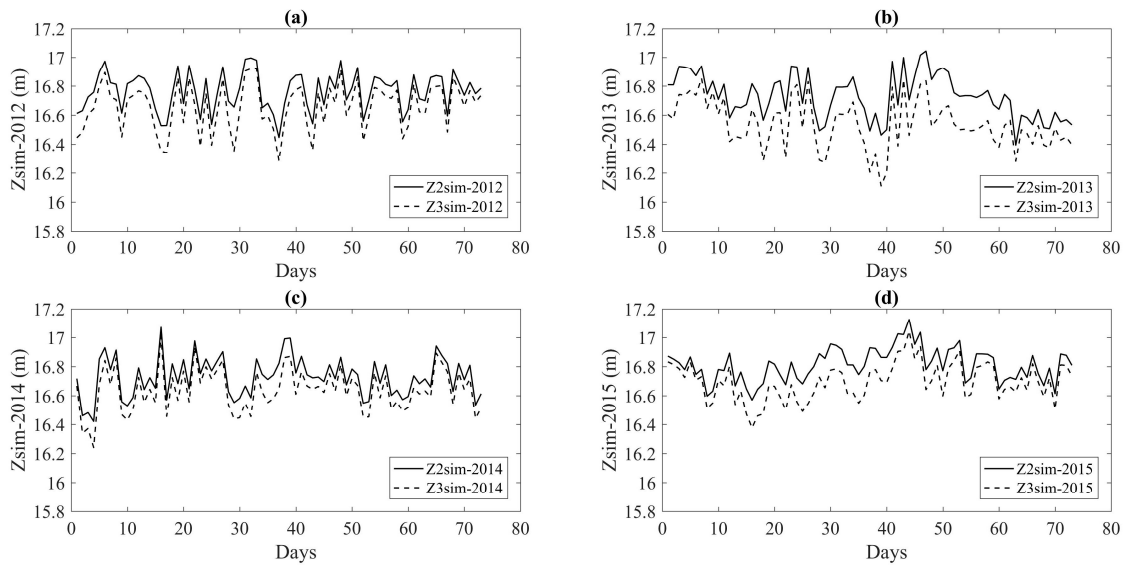 (a)
17.2
17
16.8
16.6
16.4
16.2
16
15.8
Zsim-2012 (m)
Z2sim-2012
Z3sim-2012
0 10 20 30 40 50 60 70 80
Days
(b)
17.2
17
16.8
16.6
16.4
16.2
16
15.8
Zsim-2013 (m)
Z2sim-2013
Z3sim-2013
0 10 20 30 40 50 60 70 80
Days
(c)
17.2
17
16.8
16.6
16.4
16.2
16
15.8
Zsim-2014 (m)
Z2sim-2014
Z3sim-2014
0 10 20 30 40 50 60 70 80
Days
(d)
17.2
17
16.8
16.6
16.4
16.2
16
15.8
Zsim-2015 (m)
Z2sim-2015
Z3sim-2015
0 10 20 30 40 50 60 70 80
Days